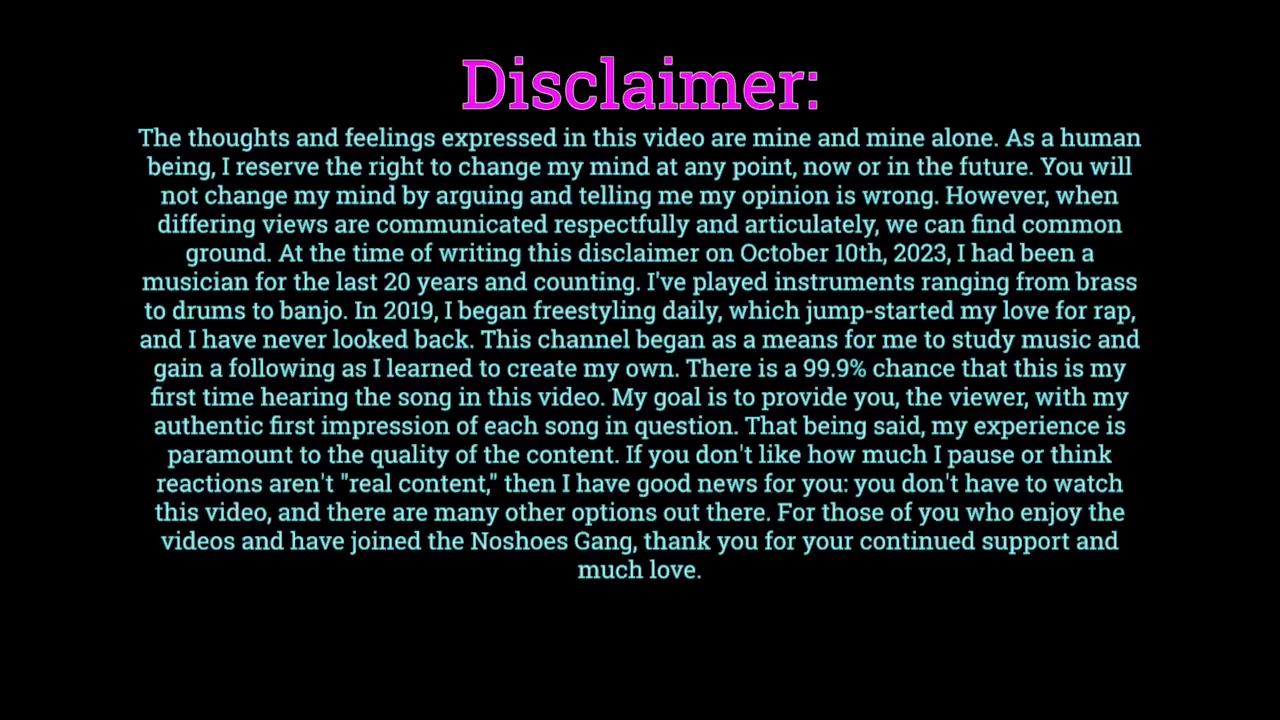 Disclaimer:
The thoughts and feelings expressed in this video are mine and mine alone. As a human
being, I reserve the right to change my mind at any point, now or in the future. You will
not change my mind by arguing and telling me my opinion is wrong. However, when
differing views are communicated respectfully and articulately, we can find common
ground. At the time of writing this disclaimer on October 10th, 2023, I had been a
musician for the last 20 years and counting. I've played instruments ranging from brass
to drums to banjo. In 2019, I began freestyling daily, which jump-started my love for rap,
and I have never looked back. This channel began as a means for me to study music and
gain a following as I learned to create my own. There is a 99.9% chance that this is my
first time hearing the song in this video. My goal is to provide you, the viewer, with my
authentic first impression of each song in question. That being said, my experience is
paramount to the quality of the content. If you don't like how much I pause or think
reactions aren't "real content," then I have good news for you: you don't have to watch
this video, and there are many other options out there. For those of you who enjoy the
videos and have joined the Noshoes Gang, thank you for your continued support and
much love.